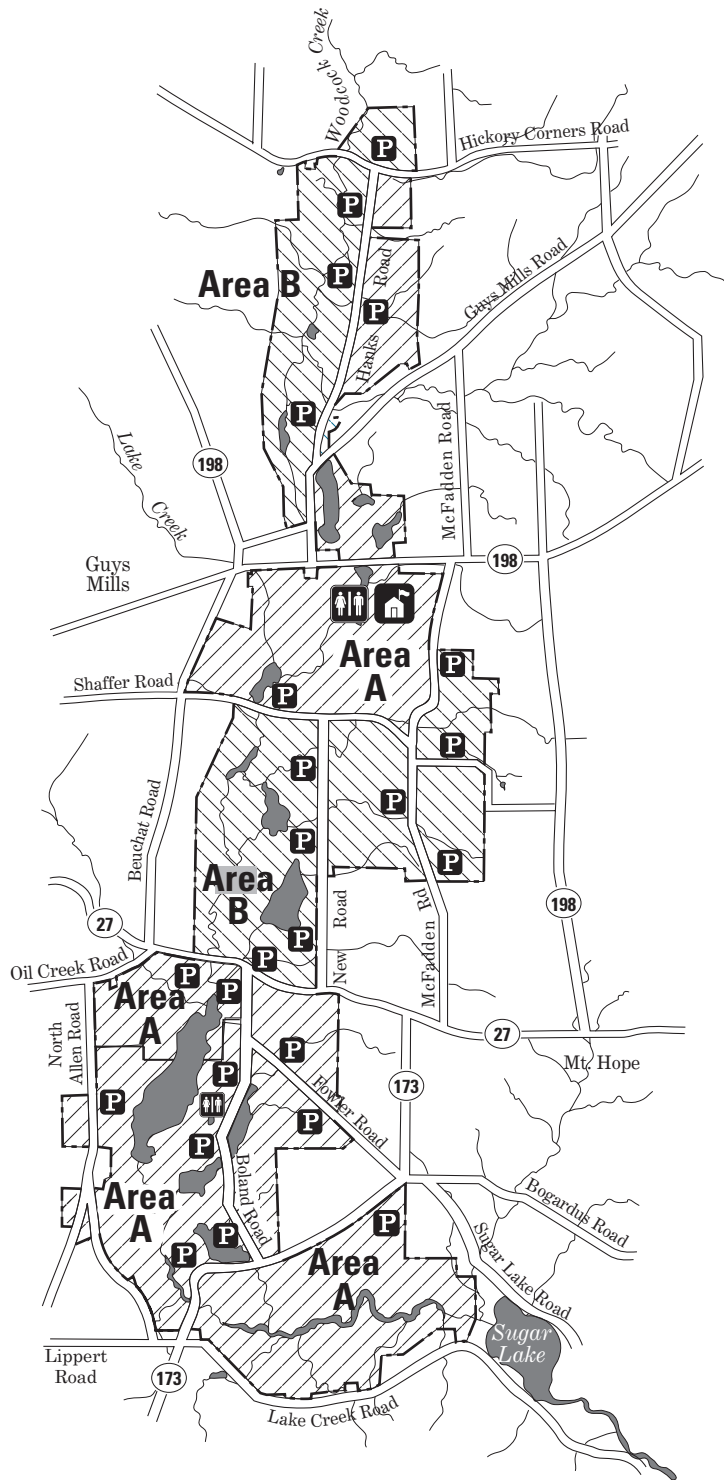 Woodcock Creek
P
Hickory Corners Road
P
Area B
P
Hanks Road
P
Guys Mills Road
P
McFadden Road
Lake
Creek
198
Guys
Mills
198
Area
A
P
Shaffer Road
P
P
P
P
Beuchat Road
P
P
Area
B
P
P
New Road
McFadden Rd
198
27
Oil Creek Road
P
P
Area
A
North
Allen Road
27
Mt. Hope
P
P
173
P
Fowler Road
P
P
Boland Road
Area
A
Bogardus Road
P
P
P
Sugar Lake Road
Area
A
Sugar
Lake
Lippert
Road
173
Lake Creek Road